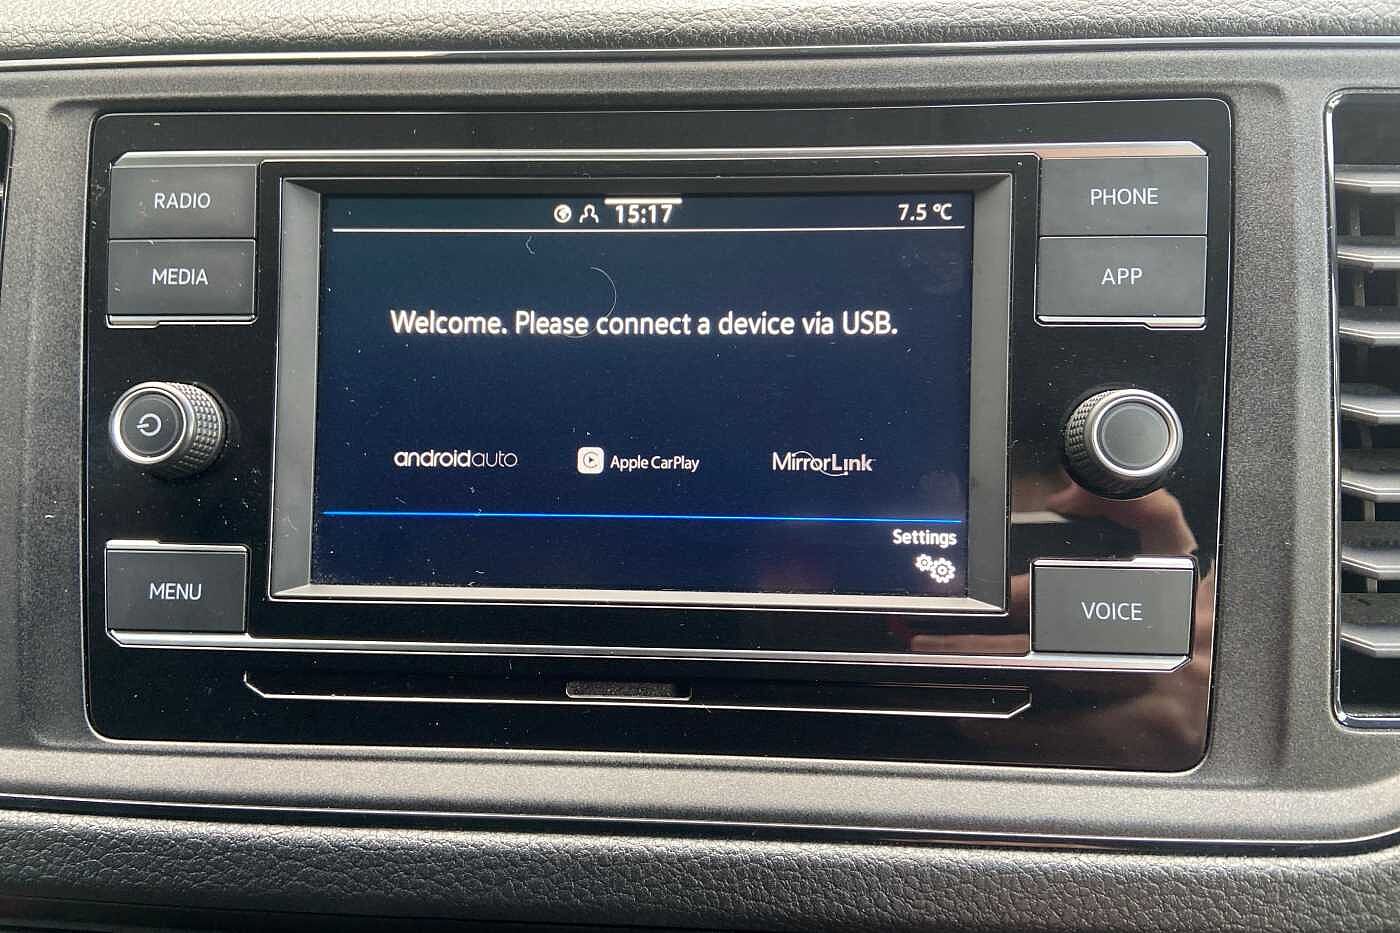 RADIO
MEDIA
MENU
15:17
7.5 °C
Welcome. Please connect a device via USB.
androidauto
Apple CarPlay
MirrorLink
Settings
PHONE
APP
VOICE